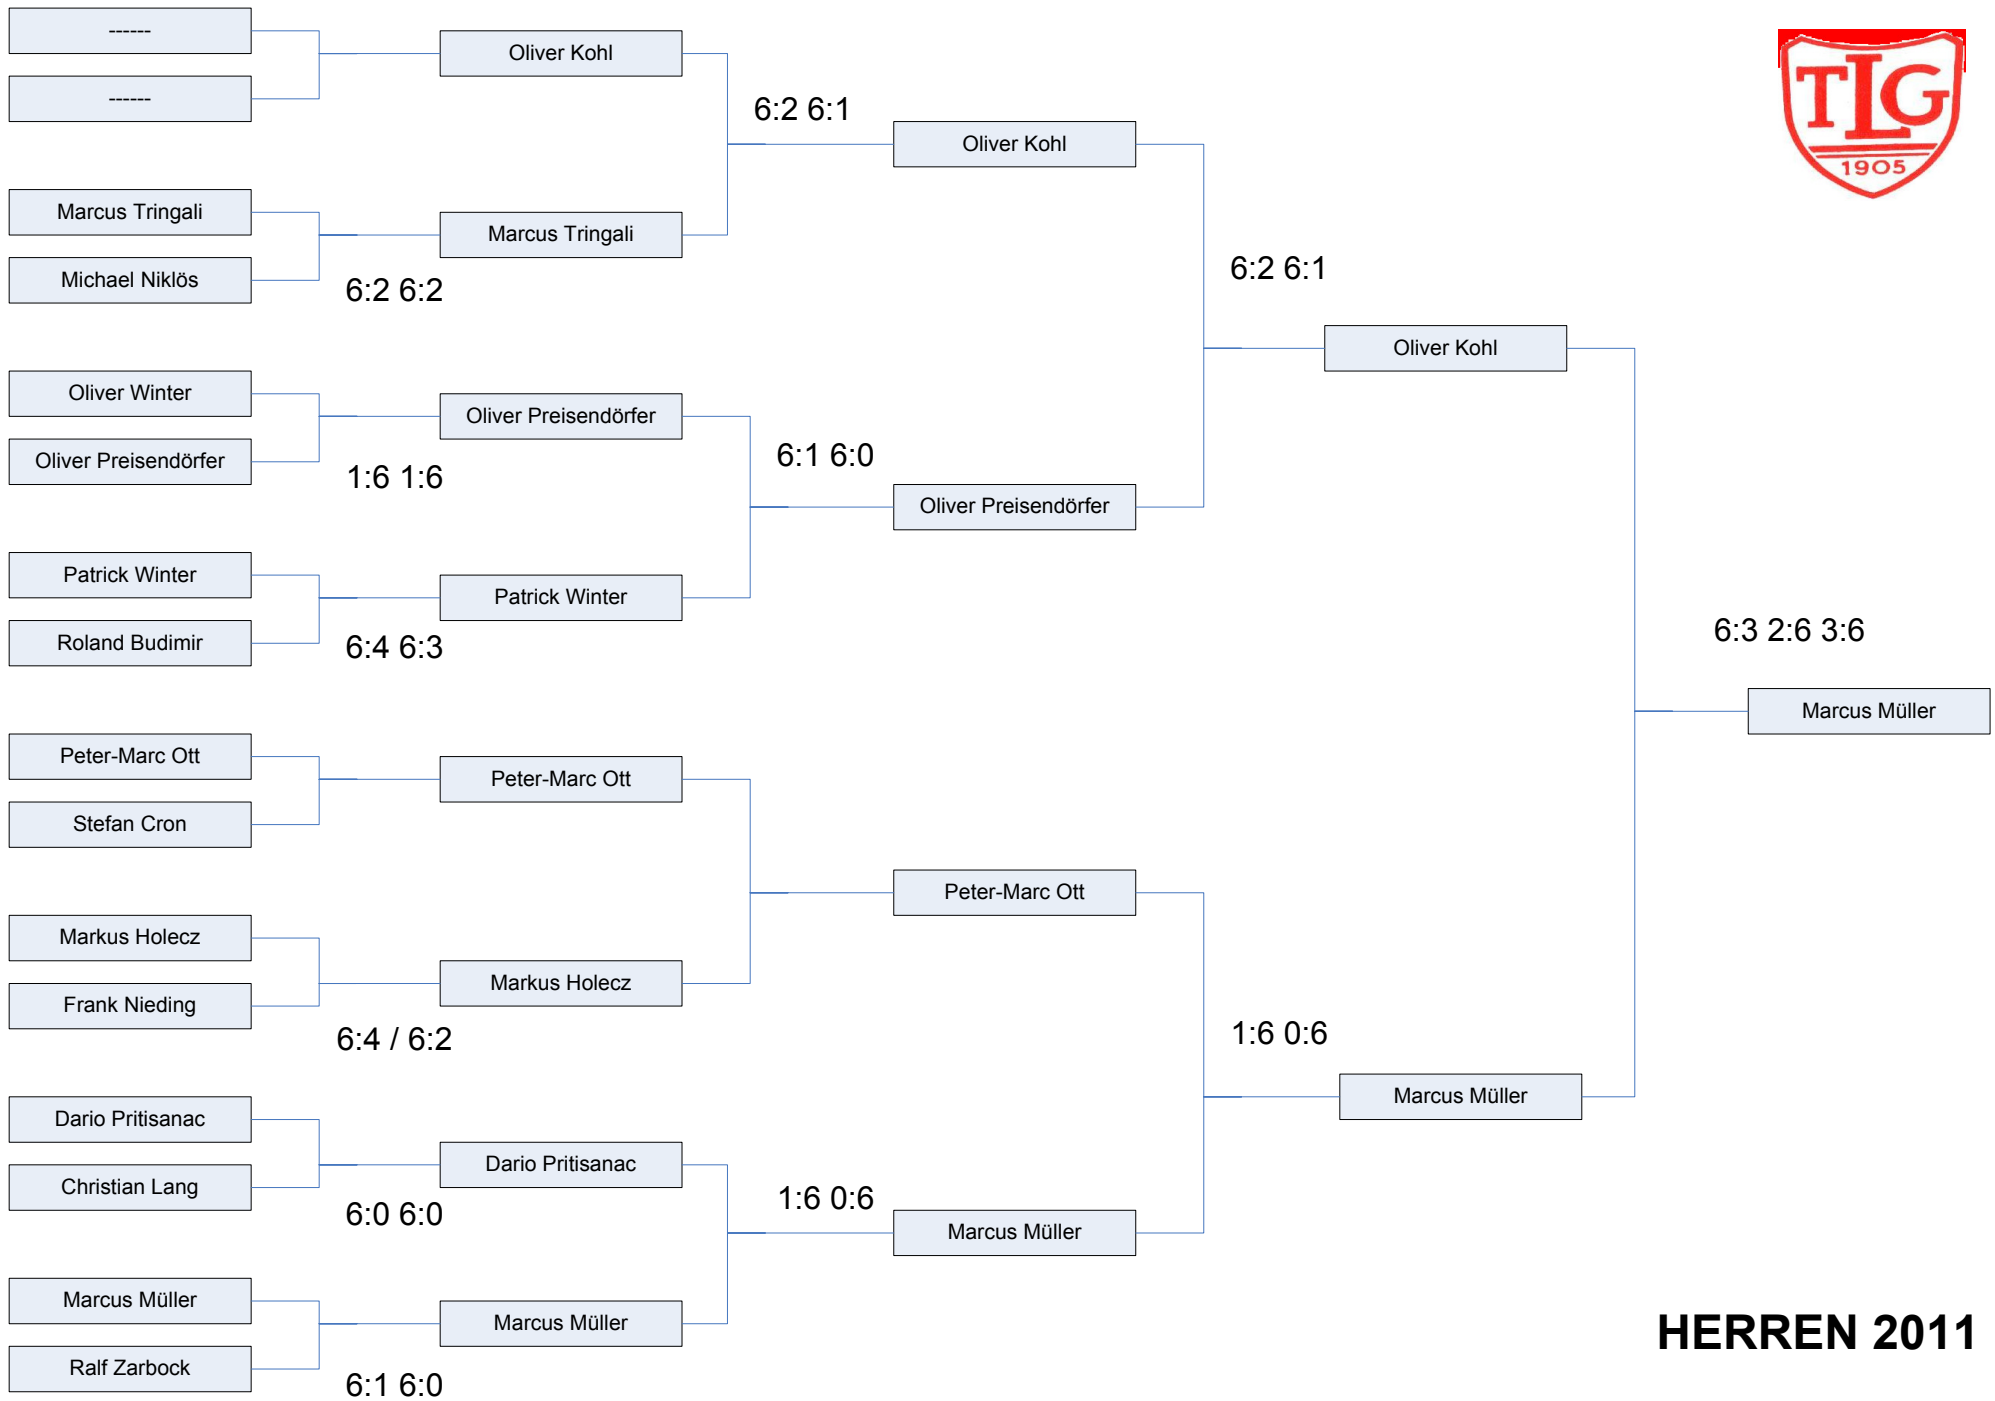 ------
------
Marcus Tringali
Michael Niklös
Oliver Winter
Oliver Preisendörfer
Patrick Winter
Roland Budimir
Peter-Marc Ott
Stefan Cron
Markus Holecz
Frank Nieding
Dario Pritisanac
Christian Lang
Marcus Müller
Ralf Zarbock
6:2 6:2
1:6 1:6
6:4 6:3
6:4 / 6:2
6:0 6:0
6:1 6:0
Oliver Kohl
Marcus Tringali
Oliver Preisendörfer
Patrick Winter
Peter-Marc Ott
Markus Holecz
Dario Pritisanac
Marcus Müller
6:2 6:1
6:1 6:0
1:6 0:6
Oliver Kohl
Oliver Preisendörfer
Peter-Marc Ott
Marcus Müller
6:2 6:1
1:6 0:6
Oliver Kohl
Marcus Müller
6:3 2:6 3:6
Marcus Müller
TLG
1905
HERREN 2011